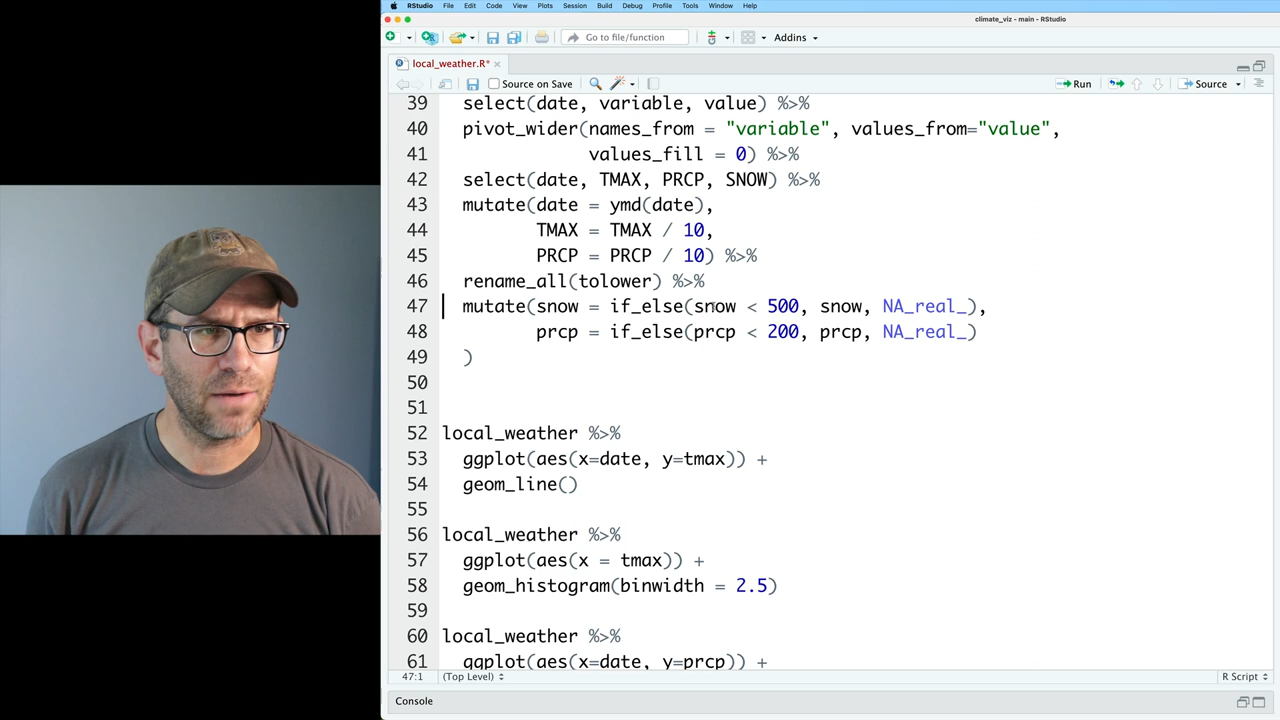 RStudio File Edit Code View Plots Session Build Debug Profile Tools Window Help
climate_viz - main - RStudio
Go to file/function Addins
local_weather.R*
Source on Save Run Source
39 select(date, variable, value) %>%
40 pivot_wider(names_from = "variable", values_from="value",
41 values_fill = 0) %>%
42 select(date, TMAX, PRCP, SNOW) %>%
43 mutate(date = ymd(date),
44 TMAX = TMAX / 10,
45 PRCP = PRCP / 10) %>%
46 rename_all(tolower) %>%
47 mutate(snow = if_else(snow < 500, snow, NA_real_),
48 prcp = if_else(prcp < 200, prcp, NA_real_)
49 )
50
51
52 local_weather %>%
53 ggplot(aes(x=date, y=tmax)) +
54 geom_line()
55
56 local_weather %>%
57 ggplot(aes(x = tmax)) +
58 geom_histogram(binwidth = 2.5)
59
60 local_weather %>%
61 ggplot(aes(x=date, y=prcp)) +
47:1 (Top Level) R Script
Console